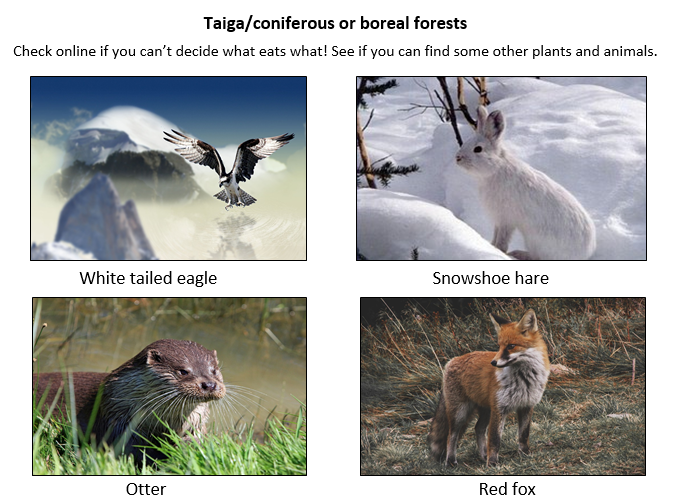 Taiga/coniferous or boreal forests
Check online if you can’t decide what eats what! See if you can find some other plants and animals.
White tailed eagle
Snowshoe hare
Otter
Red fox